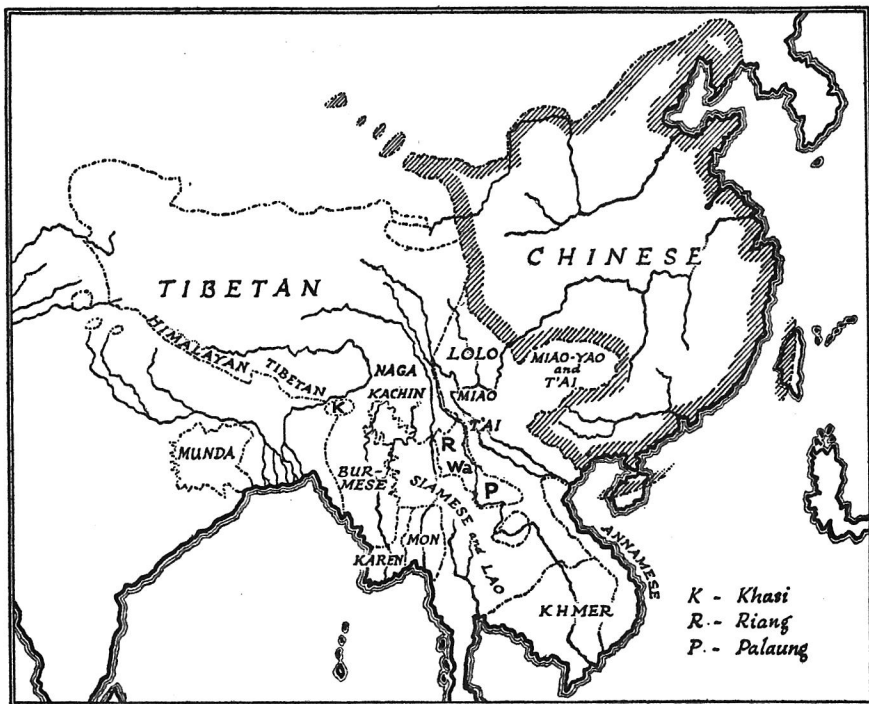 CHINESE
TIBETAN
HIMALAYAN
TIBETAN
LOLO
MIAO-YAO
and
T'AI
NAGA
KACHIN
MIAO
K
T'AI
R
Wa
MUNDA
BUR-
MESE
P
SIAMESE and LAO
MON
KAREN
ANNAMESE
KHMER
K - Khasi
R. - Riang
P. - Palaung